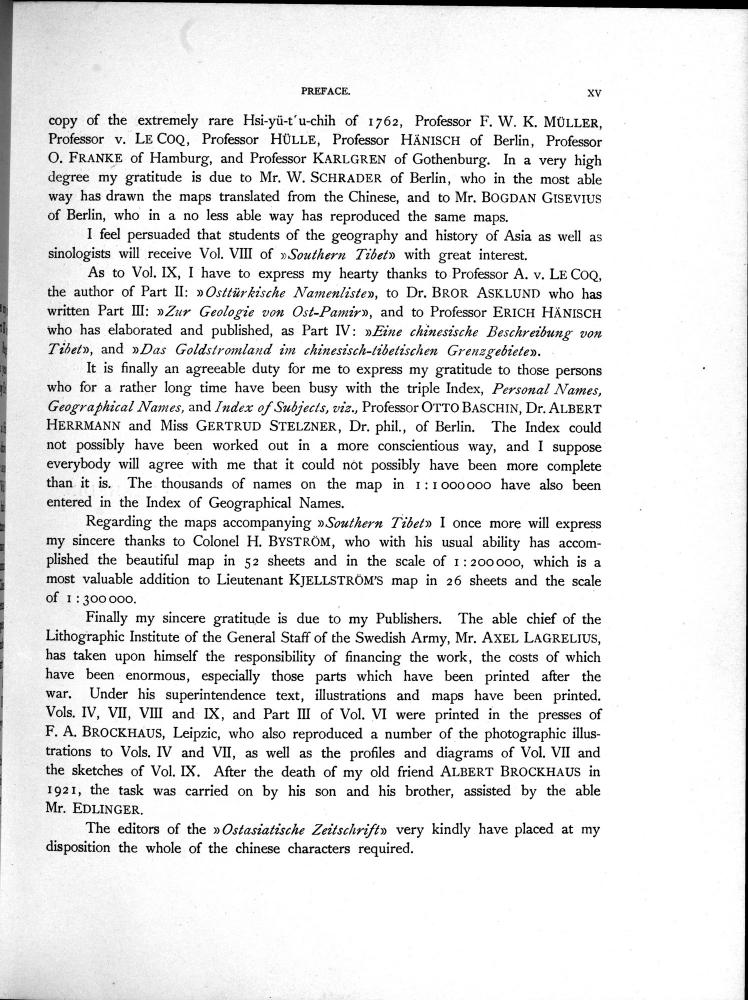 PREFACE. XV
copy of the extremely rare Hsi-yü-t´u-chih of 1762, Professor F. W. K. MÜLLER,
Professor v. LE COQ, Professor HÜLLE, Professor HÄNISCH of Berlin, Professor
O. FRANKE of Hamburg, and Professor KARLGREN of Gothenburg. In a very high
degree my gratitude is due to Mr. W. SCHRADER of Berlin, who in the most able
way has drawn the maps translated from the Chinese, and to Mr. BOGDAN GISEVIUS
of Berlin, who in a no less able way has reproduced the same maps.
I feel persuaded that students of the geography and history of Asia as well as
sinologists will receive Vol. VIII of »Southern Tibet» with great interest.
As to Vol. IX, I have to express my hearty thanks to Professor A. v. LE COQ,
the author of Part II: »Osttürkische Namenlisten», to Dr. BROR ASKLUND who has
written Part III: »Zur Geologie von Ost-Pamir», and to Professor ERICH HÄNISCH
who has elaborated and published, as Part IV: »Eine chinesische Beschreibung von
Tibet», and »Das Goldstromland im chinesisch-tibetischen Grenzgebiete».
It is finally an agreeable duty for me to express my gratitude to those persons
who for a rather long time have been busy with the triple Index, Personal Names,
Geographical Names, and Index of Subjects, viz., Professor OTTO BASCHIN, Dr. ALBERT
HERRMANN and Miss GERTRUD STELZNER, Dr. phil., of Berlin. The Index could
not possibly have been worked out in a more conscientious way, and I suppose
everybody will agree with me that it could not possibly have been more complete
than it is. The thousands of names on the map in 1:1 000 000 have also been
entered in the Index of Geographical Names.
Regarding the maps accompanying »Southern Tibet» I once more will express
my sincere thanks to Colonel H. BYSTRÖM, who with his usual ability has accom-
plished the beautiful map in 52 sheets and in the scale of 1:200 000, which is a
most valuable addition to Lieutenant KJELLSTRÖM'S map in 26 sheets and the scale
of 1:300 000.
Finally my sincere gratitude is due to my Publishers. The able chief of the
Lithographic Institute of the General Staff of the Swedish Army, Mr. AXEL LAGRELIUS,
has taken upon himself the responsibility of financing the work, the costs of which
have been enormous, especially those parts which have been printed after the
war. Under his superintendence text, illustrations and maps have been printed.
Vols. IV, VII, VIII and IX, and Part III of Vol. VI were printed in the presses of
F. A. BROCKHAUS, Leipzic, who also reproduced a number of the photographic illus-
trations to Vols. IV and VII, as well as the profiles and diagrams of Vol. VII and
the sketches of Vol. IX. After the death of my old friend ALBERT BROCKHAUS in
1921, the task was carried on by his son and his brother, assisted by the able
Mr. EDLINGER.
The editors of the »Ostasiatische Zeitschrift» very kindly have placed at my
disposition the whole of the chinese characters required.